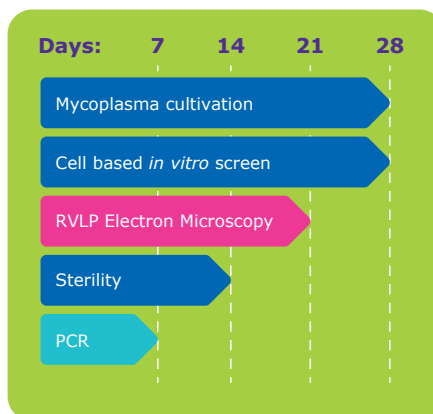 Days: 7 14 21 28
Mycoplasma cultivation
Cell based in vitro screen
RVLP Electron Microscopy
Sterility
PCR